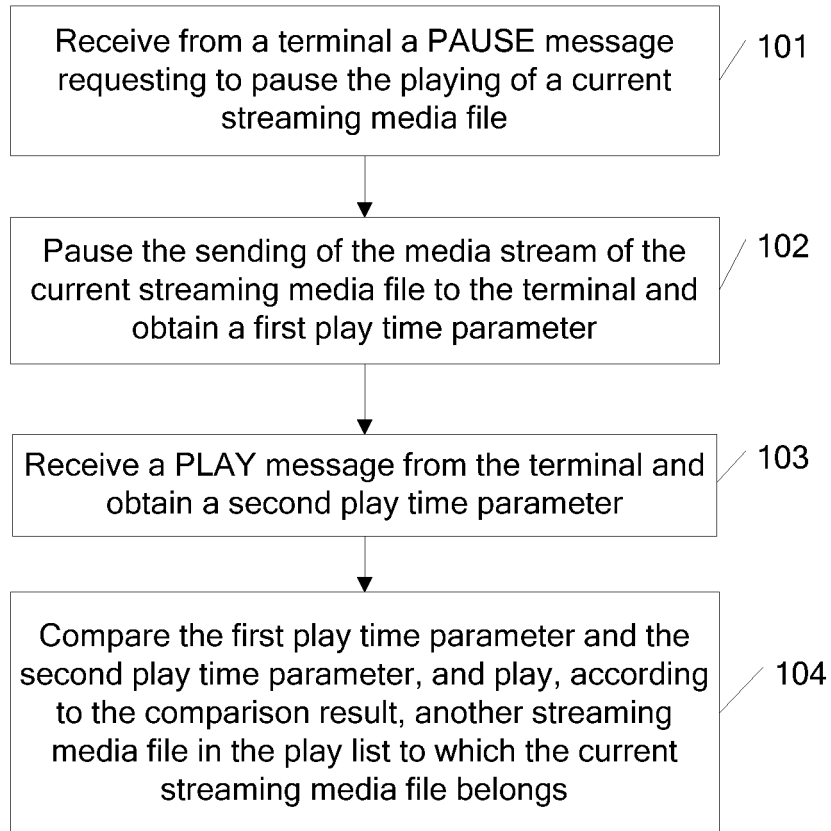 Receive from a terminal a PAUSE message
requesting to pause the playing of a current
streaming media file
101
Pause the sending of the media stream of the
current streaming media file to the terminal and
obtain a first play time parameter
102
Receive a PLAY message from the terminal and
obtain a second play time parameter
103
Compare the first play time parameter and the
second play time parameter, and play, according
to the comparison result, another streaming
media file in the play list to which the current
streaming media file belongs
104